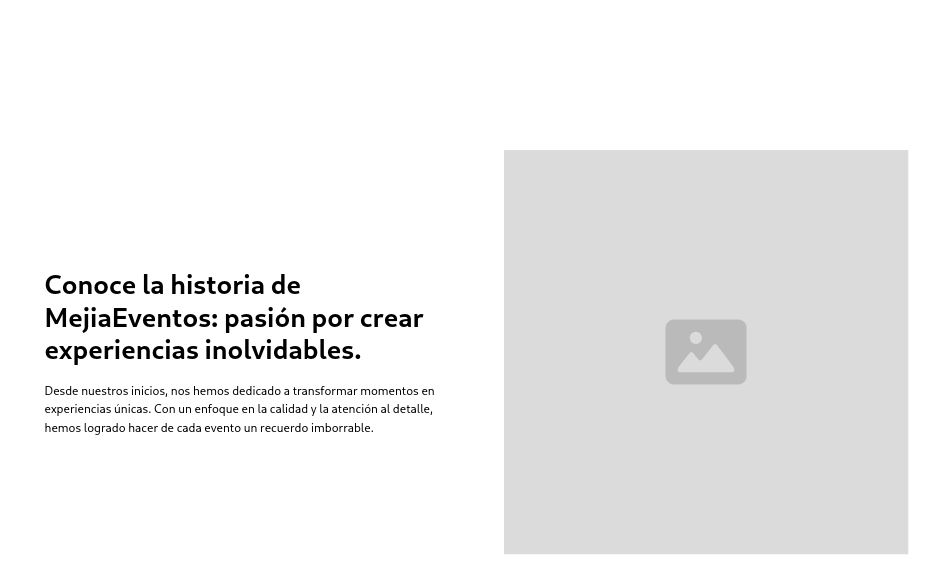 Conoce la historia de
MejiaEventos: pasión por crear
experiencias inolvidables.
Desde nuestros inicios, nos hemos dedicado a transformar momentos en
experiencias únicas. Con un enfoque en la calidad y la atención al detalle,
hemos logrado hacer de cada evento un recuerdo imborrable.